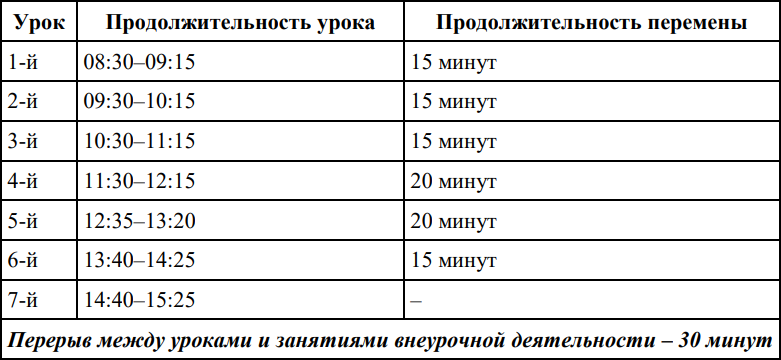 Урок Продолжительность урока Продолжительность перемены
1-й 08:30–09:15 15 минут
2-й 09:30–10:15 15 минут
3-й 10:30–11:15 15 минут
4-й 11:30–12:15 20 минут
5-й 12:35–13:20 20 минут
6-й 13:40–14:25 15 минут
7-й 14:40–15:25 –
Перерыв между уроками и занятиями внеурочной деятельности – 30 минут